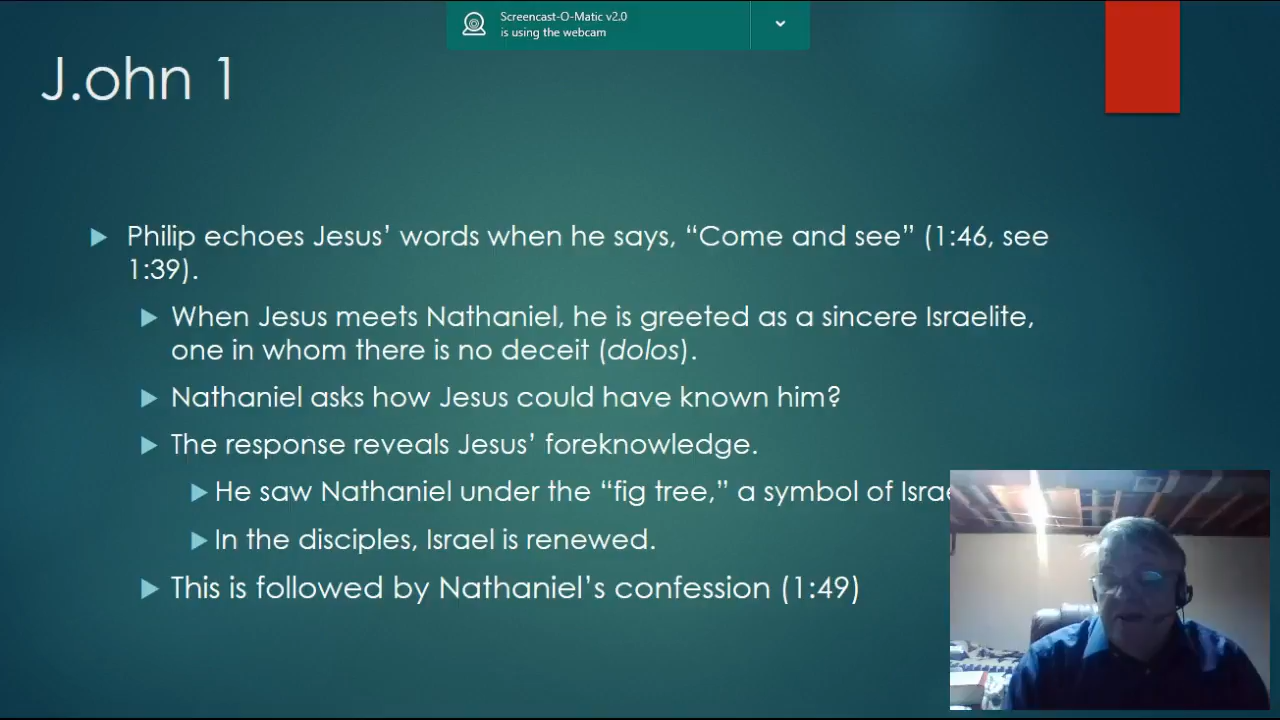 Screencast-O-Matic v2.0
is using the webcam
J.ohn 1
Philip echoes Jesus’ words when he says, “Come and see” (1:46, see
1:39).
When Jesus meets Nathaniel, he is greeted as a sincere Israelite,
one in whom there is no deceit (dolos).
Nathaniel asks how Jesus could have known him?
The response reveals Jesus’ foreknowledge.
He saw Nathaniel under the “fig tree,” a symbol of
In the disciples, Israel is renewed.
This is followed by Nathaniel’s confession (1:49)